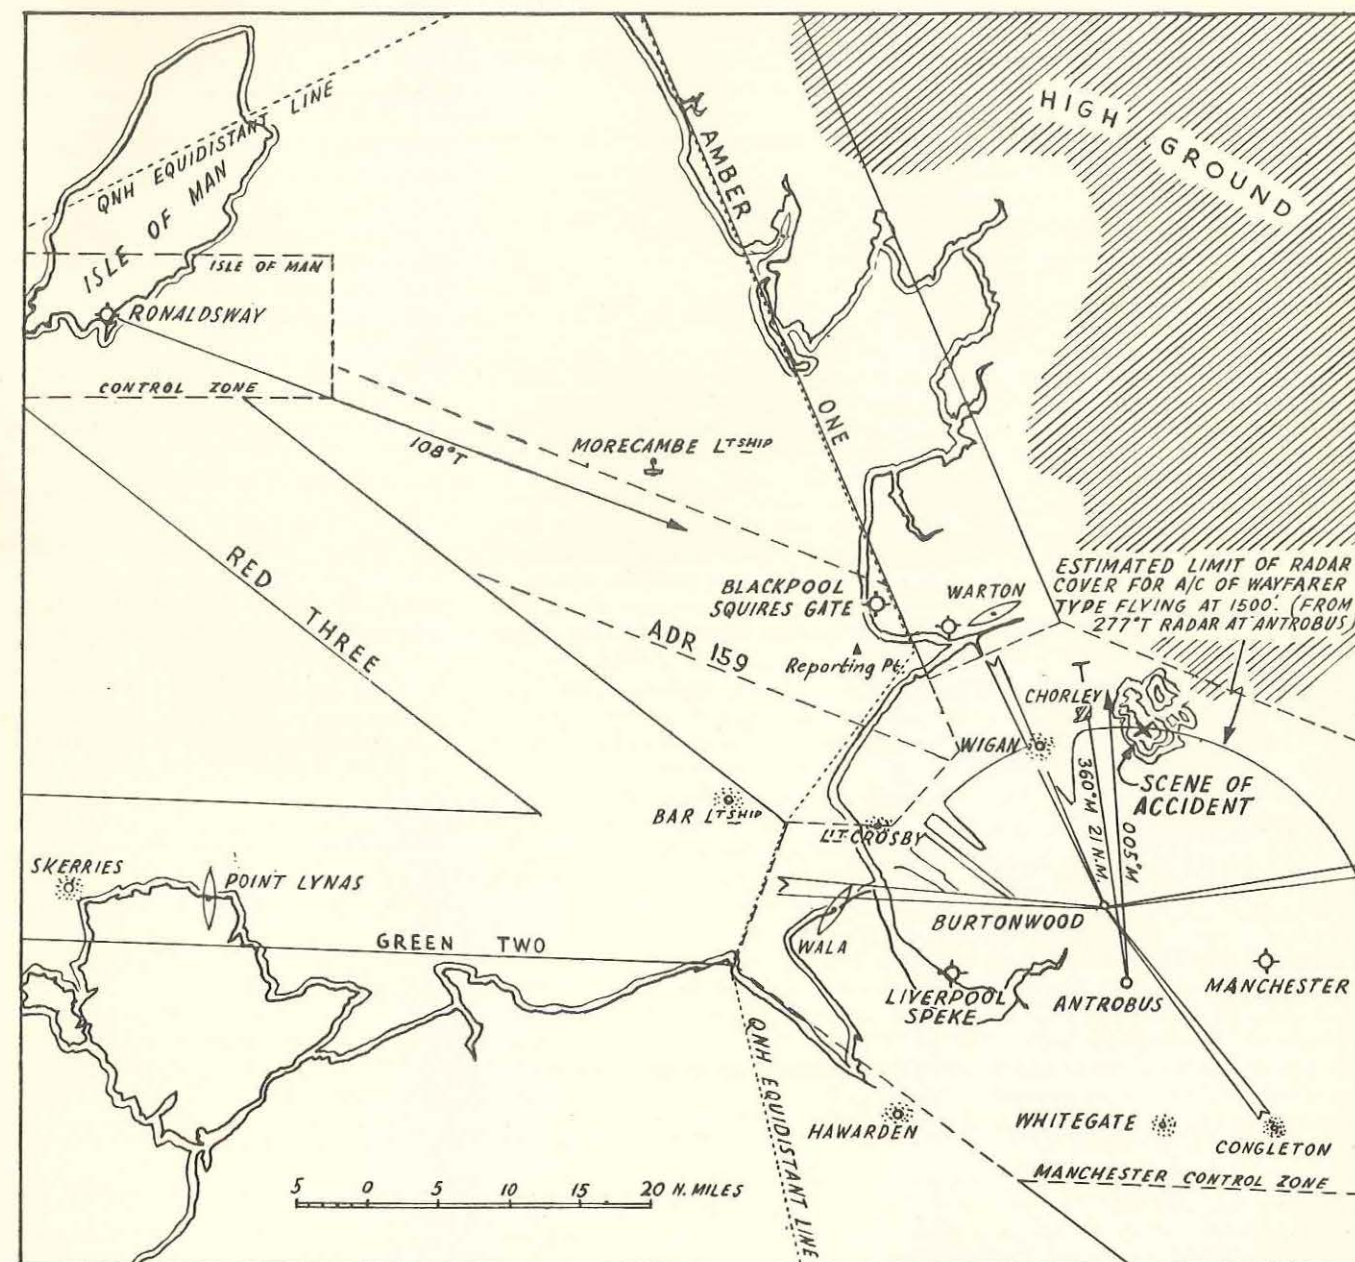 HIGH
GROUND
QNH EQUIDISTANT LINE
ISLE OF MAN
AMBER
ONE
ISLE OF MAN
RONALDSWAY
CONTROL ZONE
108°T
MORECAMBE LTSHIP
RED THREE
BLACKPOOL
SQUIRES GATE
WARTON
ESTIMATED LIMIT OF RADAR
COVER FOR A/C OF WAYFARER
TYPE FLYING AT 1500'. (FROM
277°T RADAR AT ANTROBUS)
ADR 159
Reporting Pt.
T
CHORLEY
WIGAN
SCENE OF
ACCIDENT
360°M 21 N.M.
005°M
BAR LTSHIP
LIT CROSBY
SKERRIES
POINT LYNAS
GREEN TWO
BURTONWOOD
WALA
LIVERPOOL
SPEKE
ANTROBUS
MANCHESTER
QNH EQUIDISTANT LINE
HAWARDEN
WHITEGATE
CONGLETON
MANCHESTER CONTROL ZONE
5 0 5 10 15 20 N. MILES